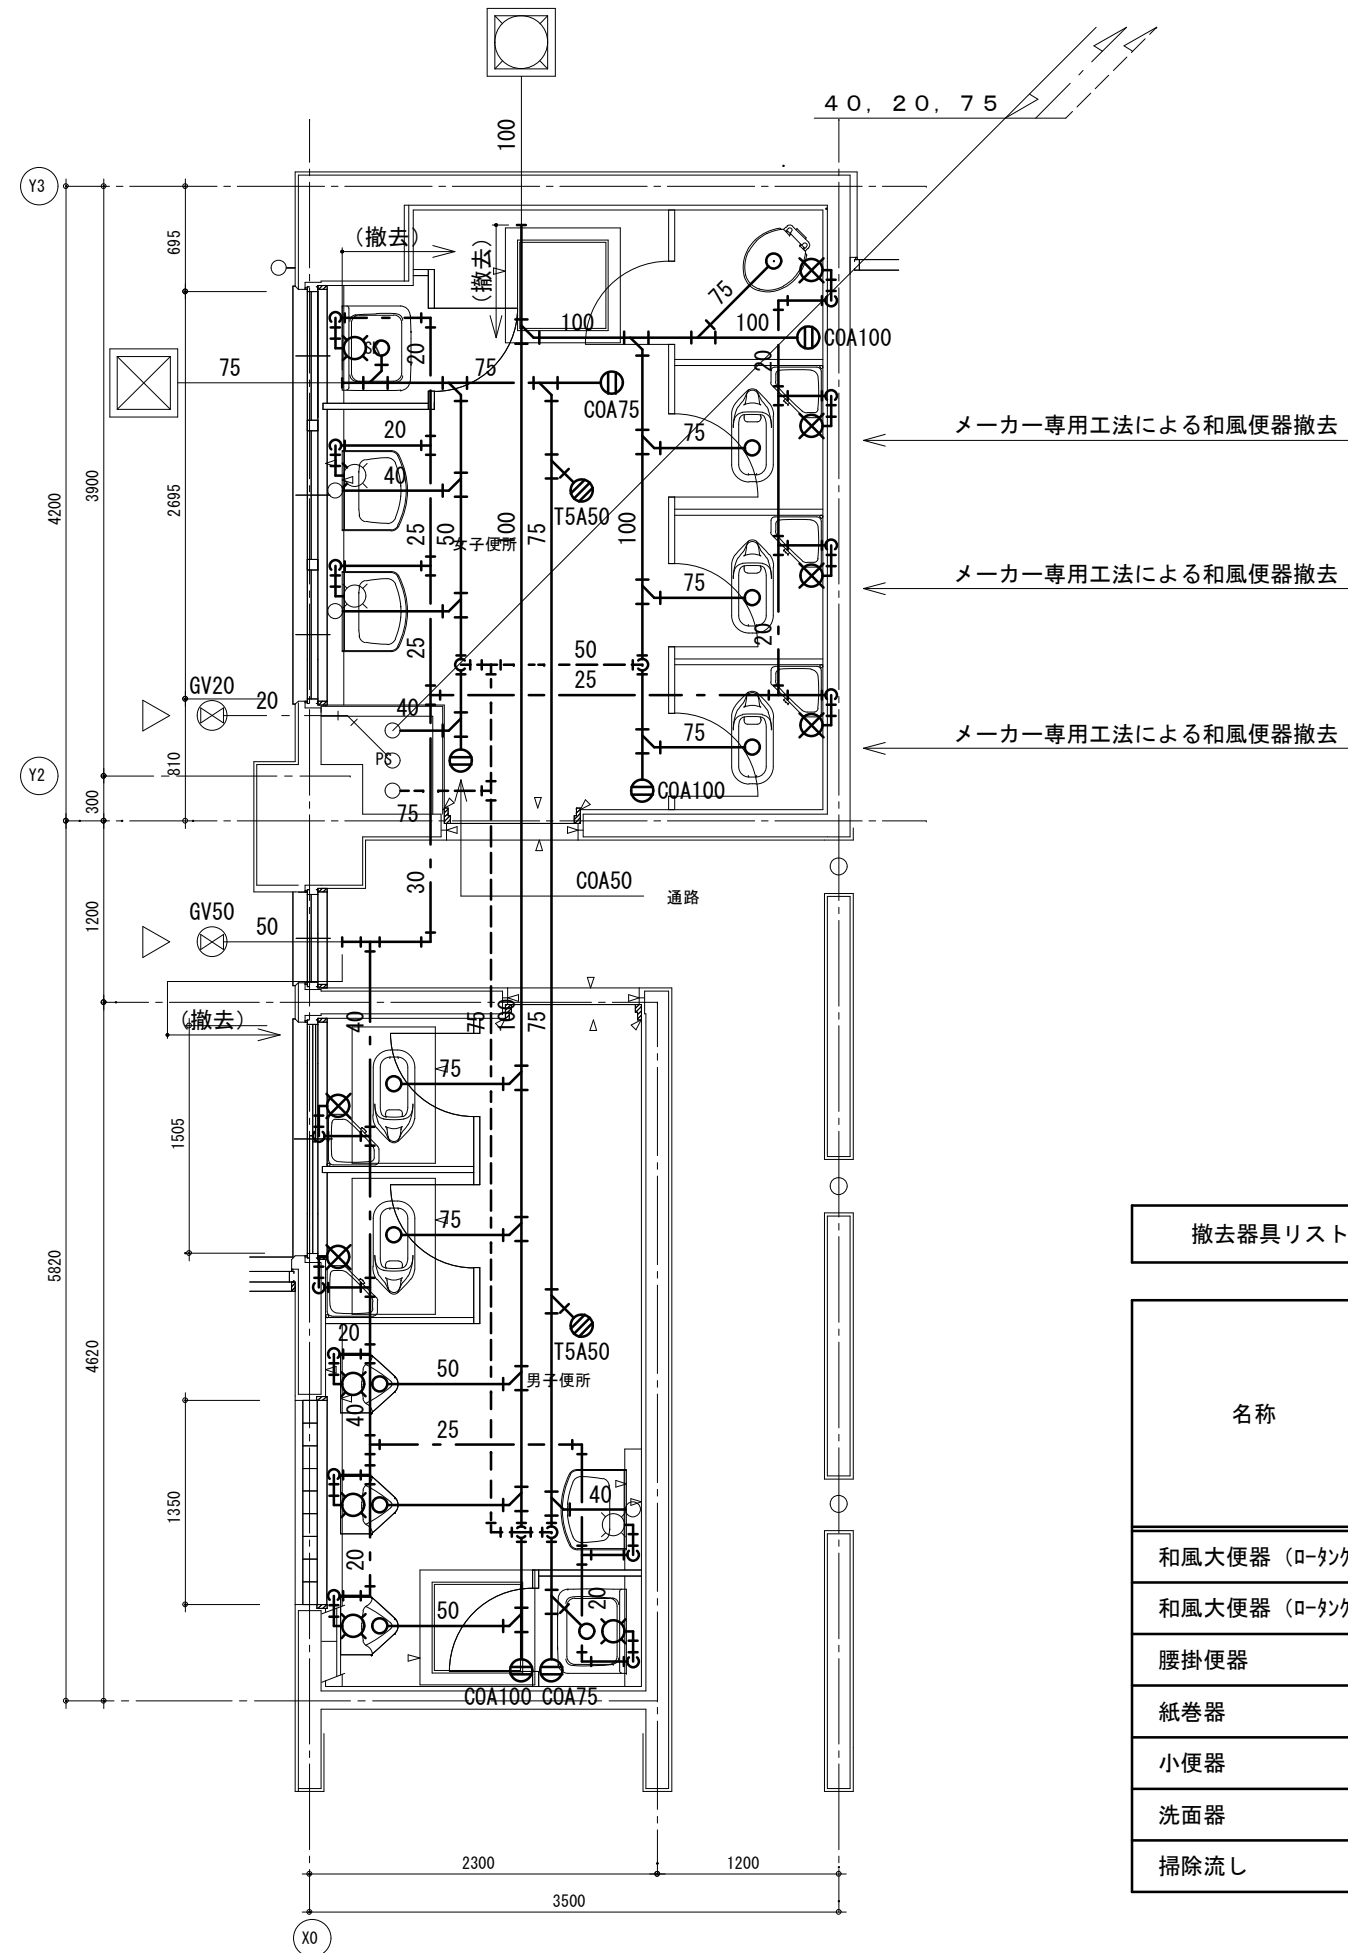 100
40, 20, 75
Y3
695
(撤去)
(撤去)
75
100
100
COA100
SK
20
75
75
COA75
20
20
40
75
メーカー専用工法による和風便器撤去
3900
4200
2695
T5A50
25
50
100
75
100
女子便所
75
メーカー専用工法による和風便器撤去
25
20
50
25
GV20
20
40
75
メーカー専用工法による和風便器撤去
PS
Y2
810
300
75
COA100
30
COA50
通路
1200
GV50
50
(撤去)
40
75
100
75
75
1505
75
5820
4620
20
50
T5A50
男子便所
40
25
40
1350
20
50
20
COA100
COA75
2300
1200
3500
X0
撤去器具リスト
名称
和風大便器(ロータンク
和風大便器(ロータンク
腰掛便器
紙巻器
小便器
洗面器
掃除流し